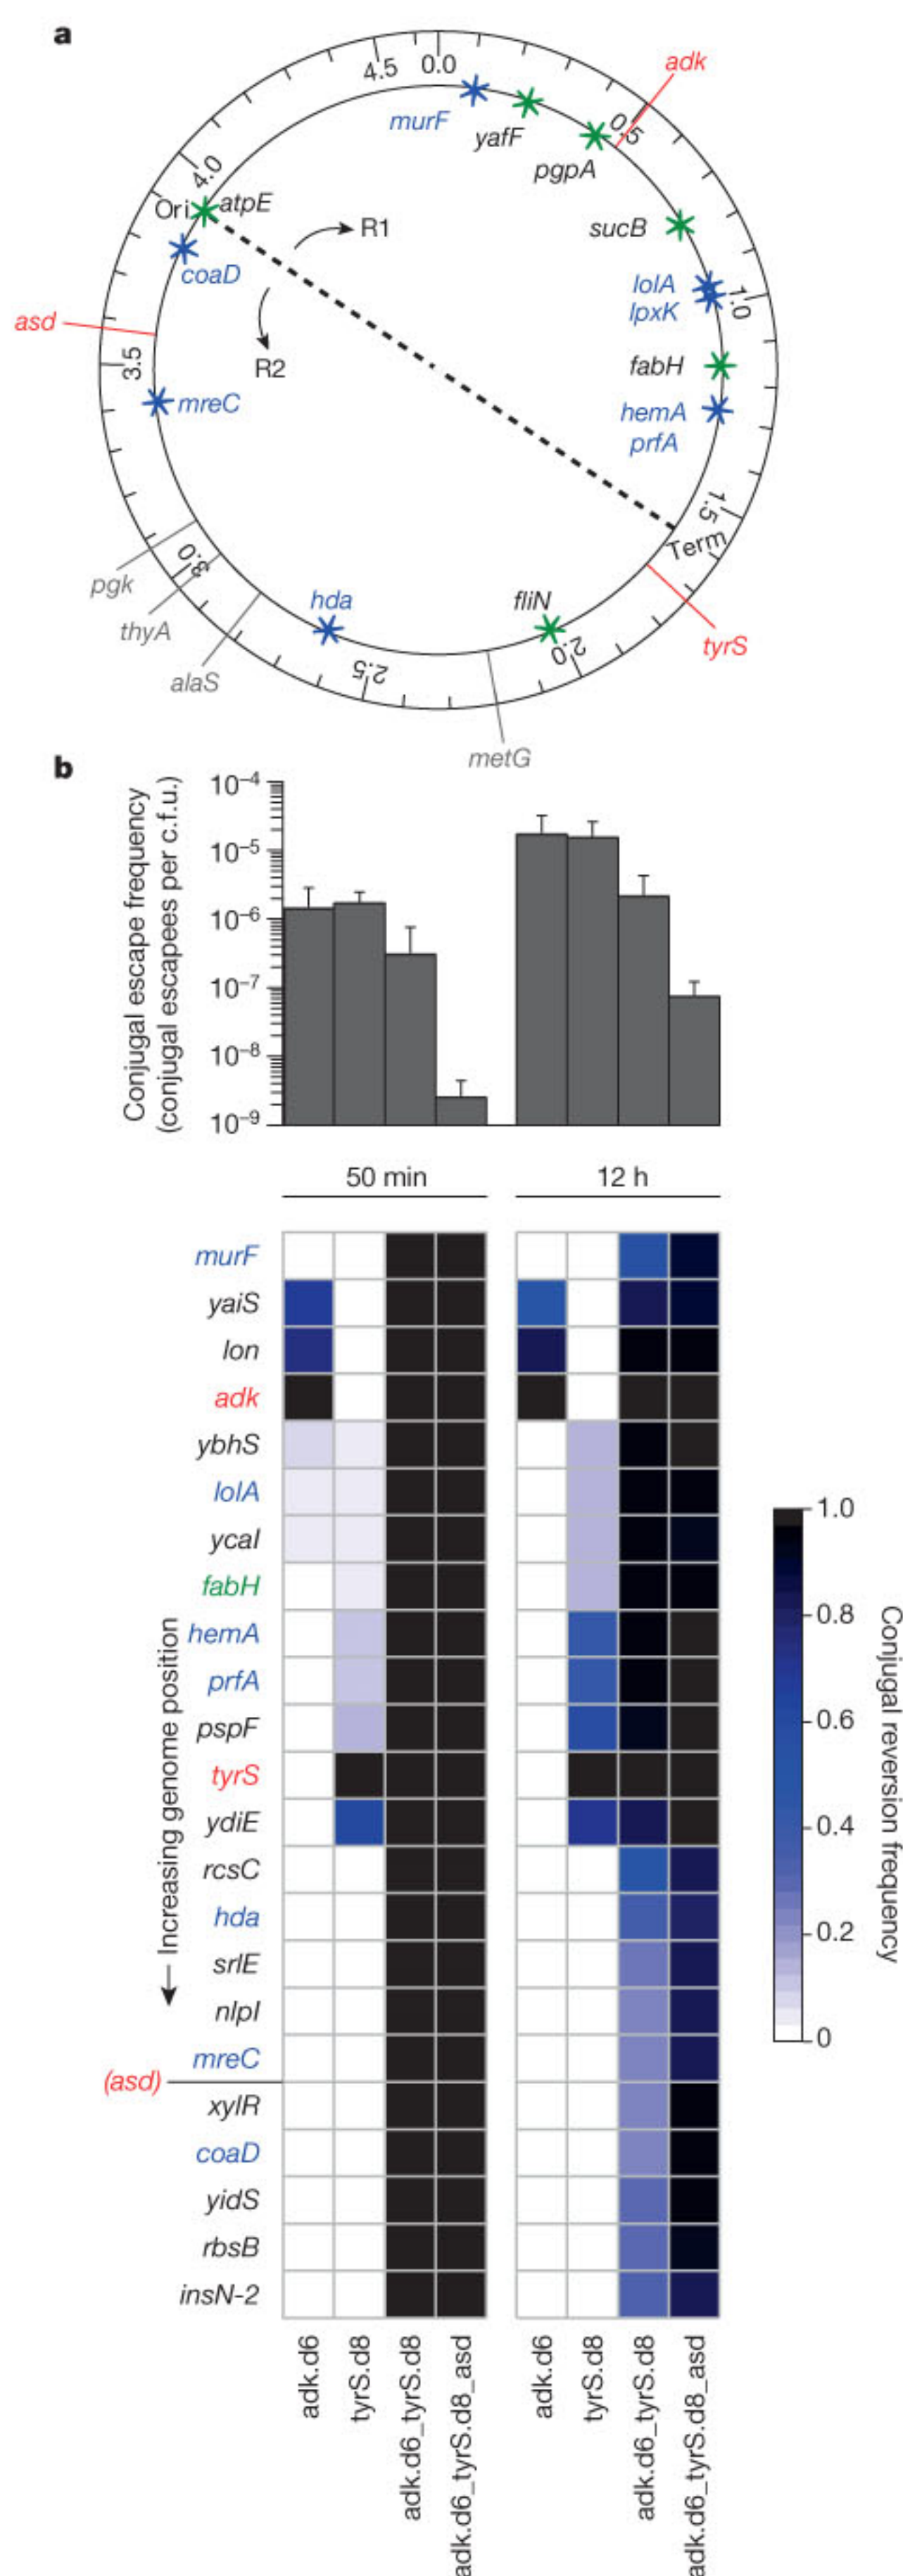 a
0.0
0.5
1.0
1.5
2.0
2.5
3.0
3.5
4.0
4.5
adk
murF
yafF
pgpA
Ori
atpE
R1
sucB
coaD
lolA
lpxK
asd
R2
fabH
mreC
hemA
prfA
Term
pgk
thyA
alaS
hda
fliN
tyrS
metG
b
Conjugal escape frequency
(conjugal escapees per c.f.u.)
10⁻⁴
10⁻⁵
10⁻⁶
10⁻⁷
10⁻⁸
10⁻⁹
50 min
12 h
murF
yaiS
lon
adk
ybhS
lolA
ycaI
fabH
hemA
prfA
pspF
tyrS
ydiE
rcsC
hda
srlE
nlpI
mreC
(asd)
xylR
coaD
yidS
rbsB
insN-2
Increasing genome position
1.0
0.8
0.6
0.4
0.2
0
Conjugal reversion frequency
adk.d6
tyrS.d8
adk.d6_tyrS.d8
adk.d6_tyrS.d8_asd
adk.d6
tyrS.d8
adk.d6_tyrS.d8
adk.d6_tyrS.d8_asd